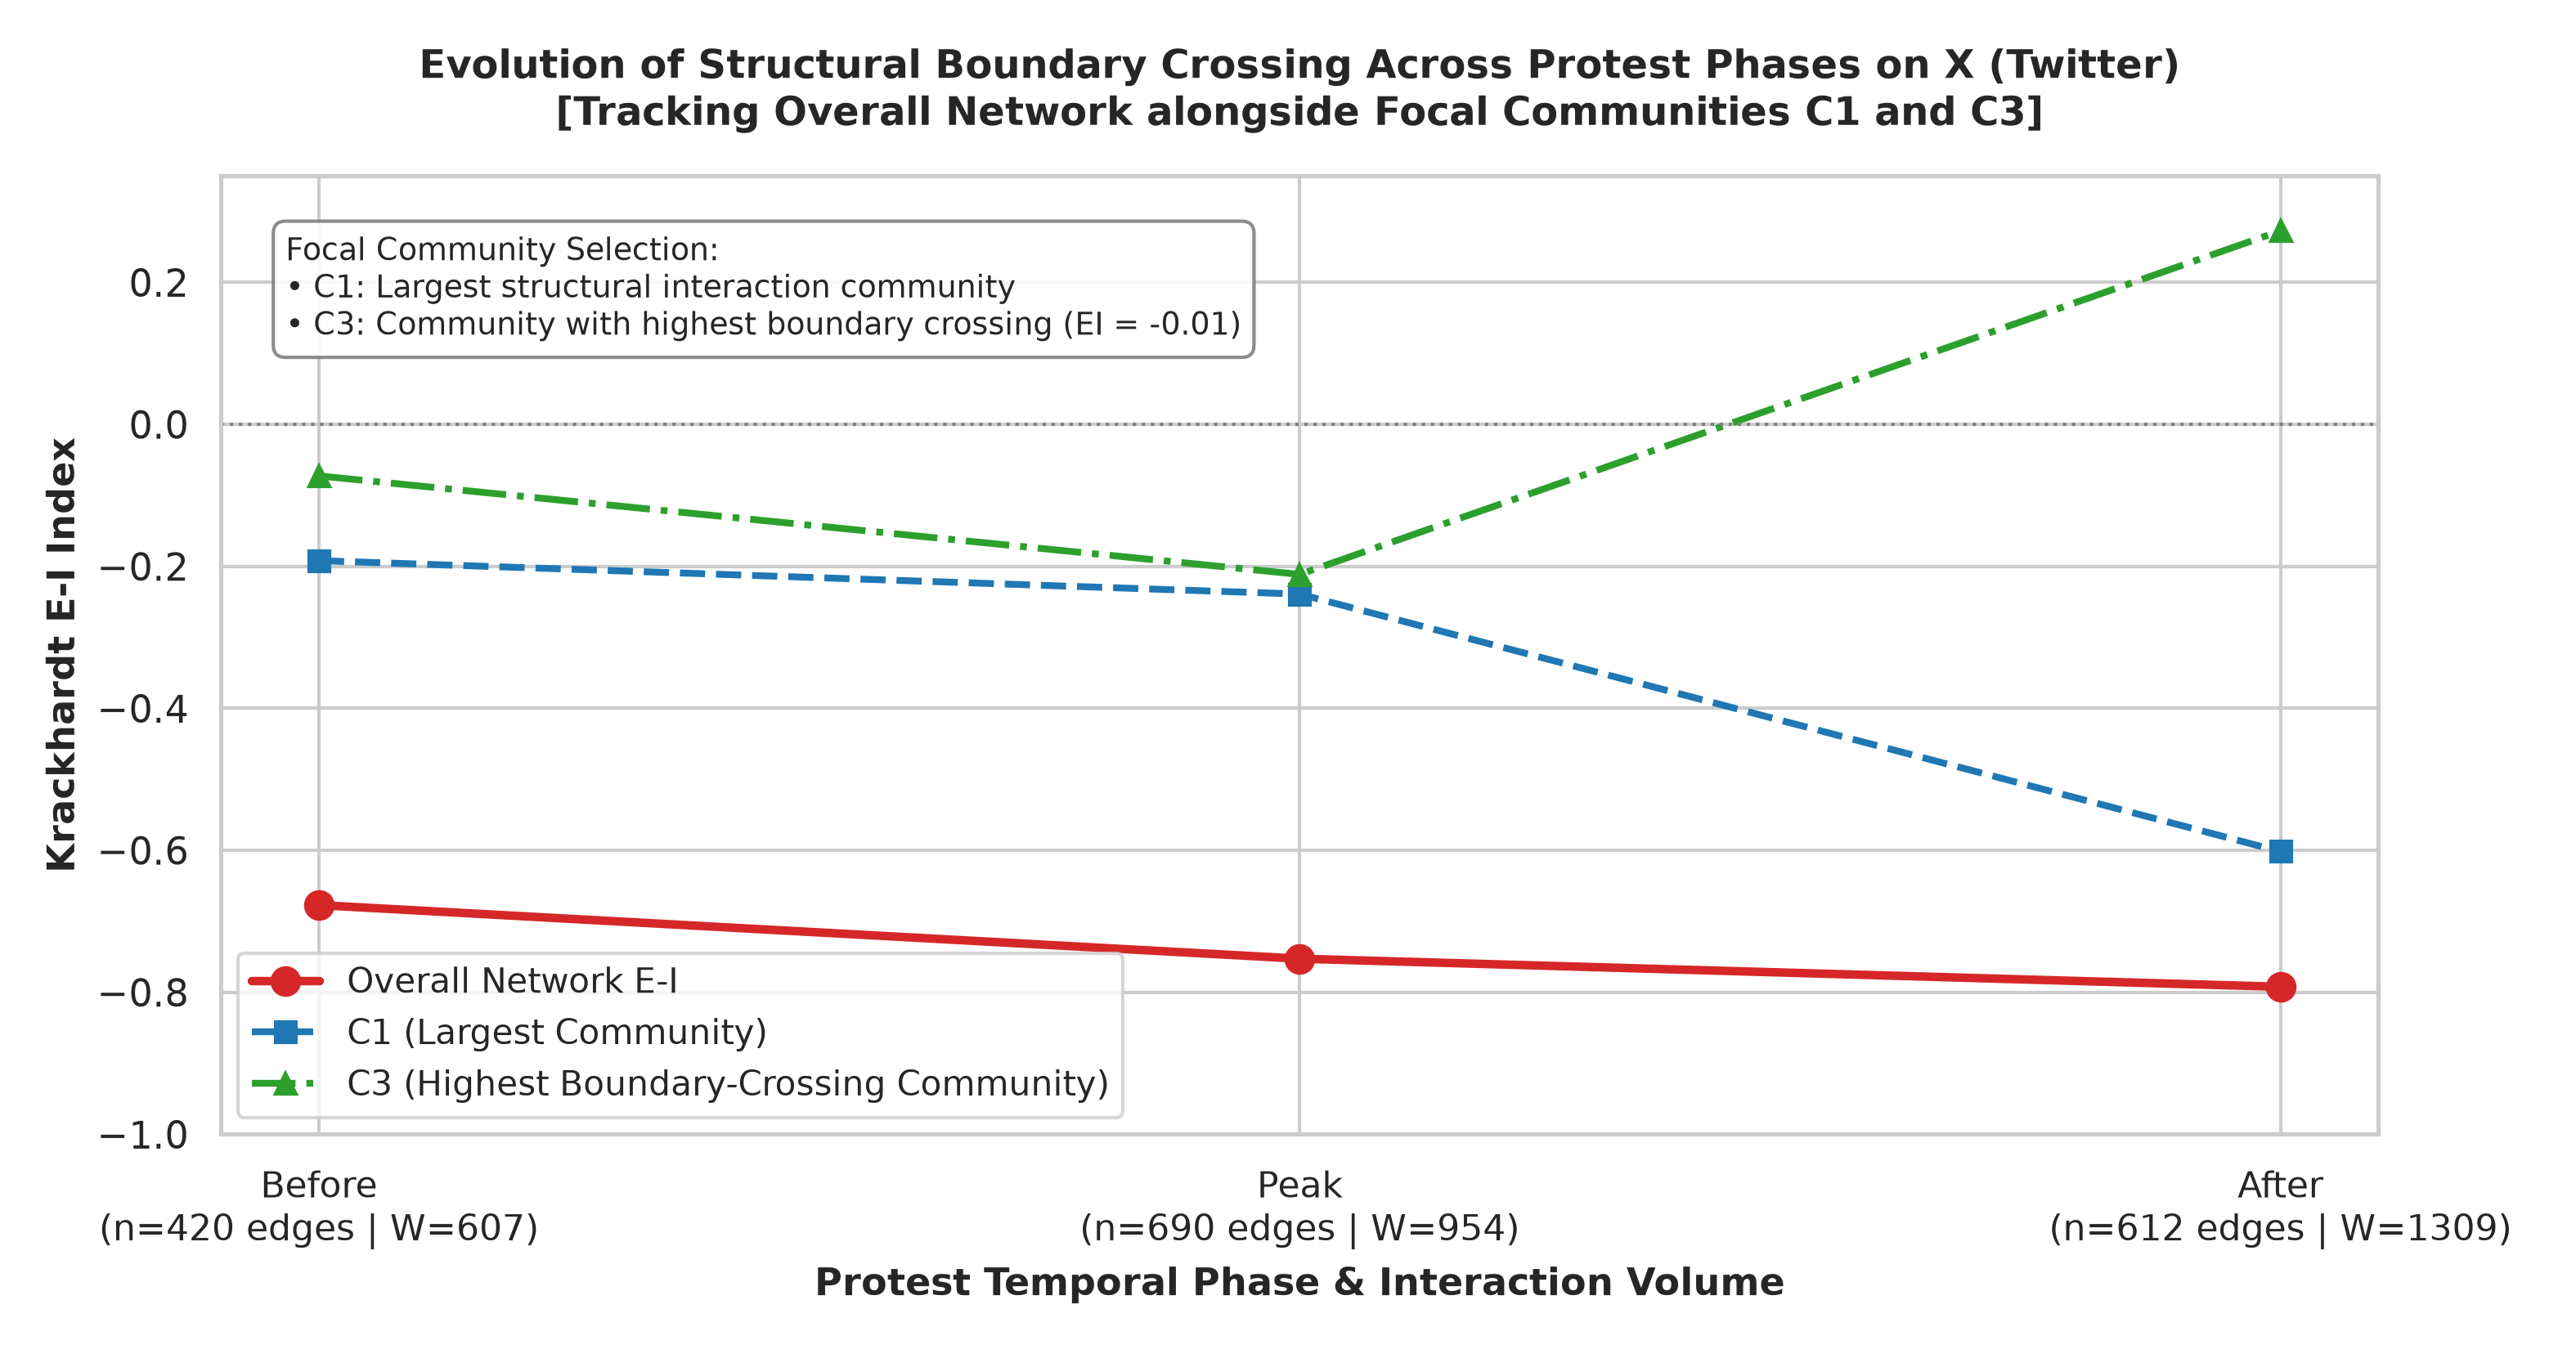 Evolution of Structural Boundary Crossing Across Protest Phases on X (Twitter)
[Tracking Overall Network alongside Focal Communities C1 and C3]
Focal Community Selection:
• C1: Largest structural interaction community
• C3: Community with highest boundary crossing (EI = -0.01)
Krackhardt E-I Index
0.2
0.0
−0.2
−0.4
−0.6
−0.8
−1.0
Overall Network E-I
C1 (Largest Community)
C3 (Highest Boundary-Crossing Community)
Before
(n=420 edges | W=607)
Peak
(n=690 edges | W=954)
After
(n=612 edges | W=1309)
Protest Temporal Phase & Interaction Volume